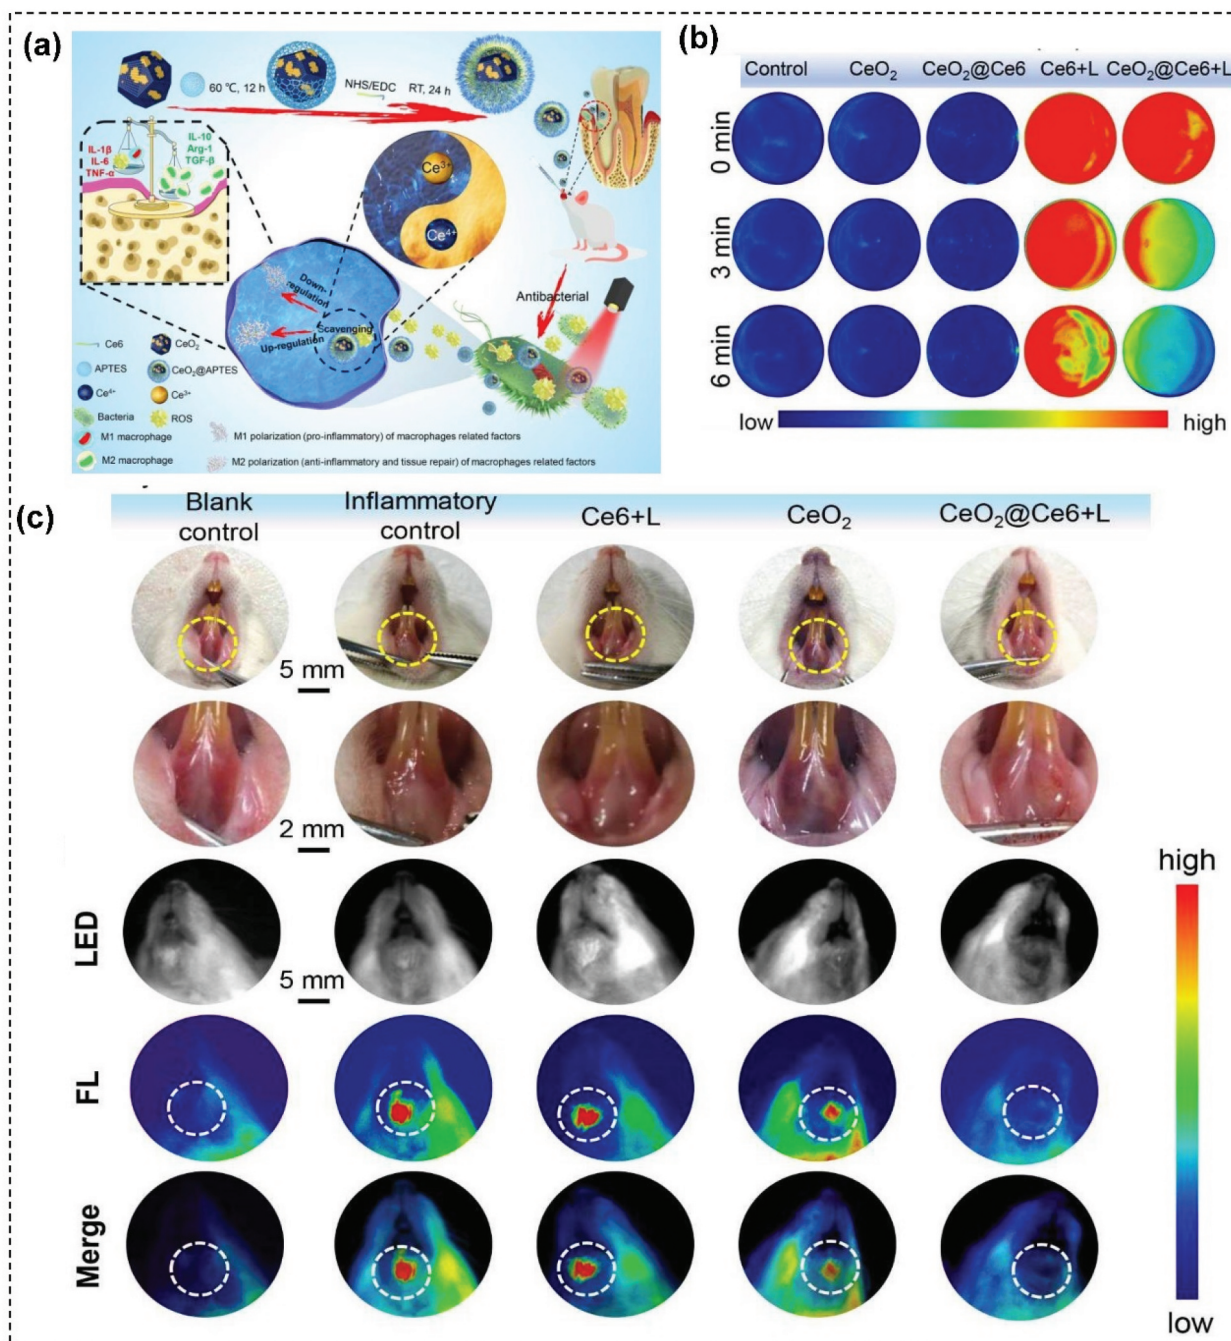 (a)
60 ℃, 12 h
NHS/EDC
RT, 24 h
IL-1β
IL-6
TNF-α
IL-10
Arg-1
TGF-β
Ce³⁺
Ce⁴⁺
Down-
regulation
Scavenging
Up-regulation
Antibacterial
Ce6
CeO₂
APTES
CeO₂@APTES
Ce⁴⁺
Ce³⁺
Bacteria
ROS
M1 macrophage
M1 polarization (pro-inflammatory) of macrophages related factors
M2 macrophage
M2 polarization (anti-inflammatory and tissue repair) of macrophages related factors
(b)
Control CeO₂ CeO₂@Ce6 Ce6+L CeO₂@Ce6+L
0 min
3 min
6 min
low high
(c)
Blank control
Inflammatory control
Ce6+L
CeO₂
CeO₂@Ce6+L
5 mm
2 mm
LED
5 mm
FL
Merge
high
low